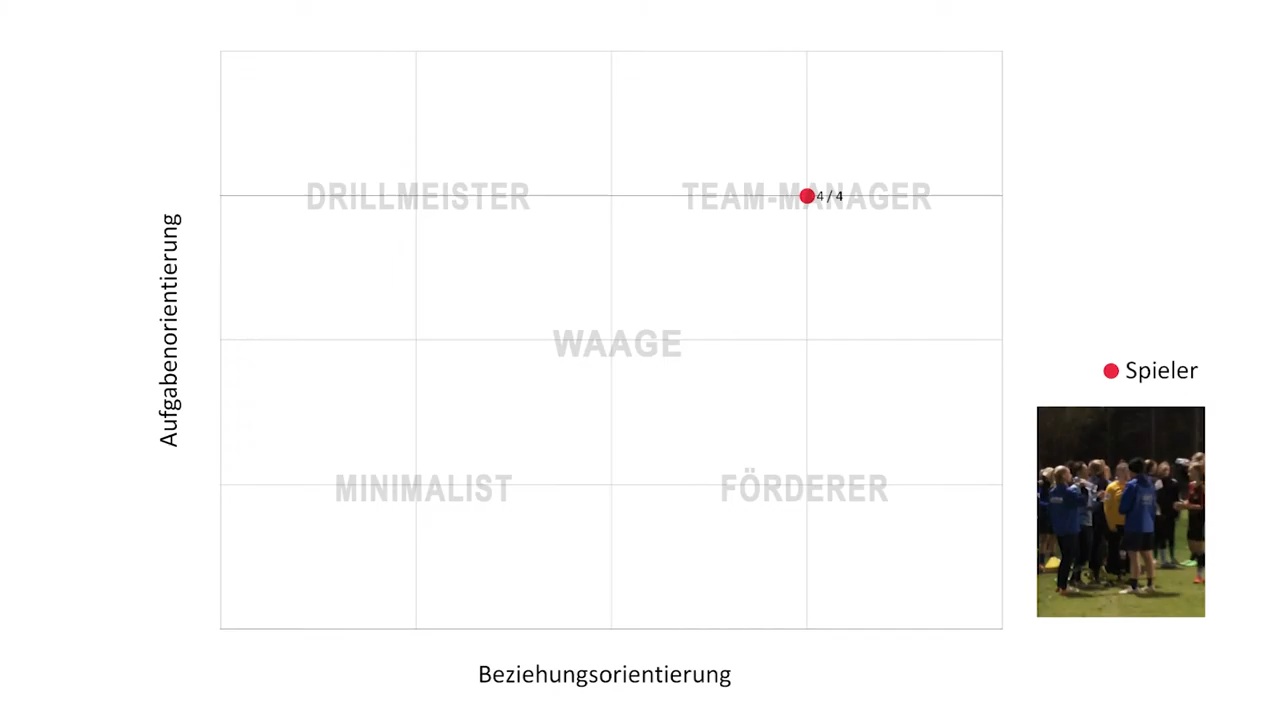 DRILLMEISTER
TEAM-MANAGER
4 / 4
Aufgabenorientierung
WAAGE
Spieler
MINIMALIST
FÖRDERER
Beziehungsorientierung